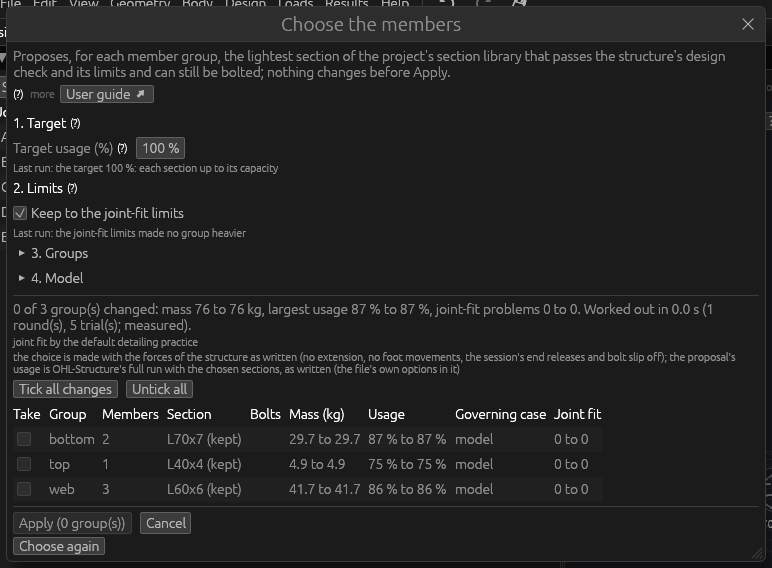 File Edit View Geometry Body Design Loads Results Help
Choose the members
Proposes, for each member group, the lightest section of the project's section library that passes the structure's design
check and its limits and can still be bolted; nothing changes before Apply.
(?) more User guide
1. Target (?)
Target usage (%) (?) 100 %
Last run: the target 100 %: each section up to its capacity
2. Limits (?)
Keep to the joint-fit limits
Last run: the joint-fit limits made no group heavier
3. Groups
4. Model
0 of 3 group(s) changed: mass 76 to 76 kg, largest usage 87 % to 87 %, joint-fit problems 0 to 0. Worked out in 0.0 s (1
round(s), 5 trial(s); measured).
joint fit by the default detailing practice
the choice is made with the forces of the structure as written (no extension, no foot movements, the session's end releases and bolt slip off); the proposal's
usage is OHL-Structure's full run with the chosen sections, as written (the file's own options in it)
Tick all changes Untick all
Take Group Members Section Bolts Mass (kg) Usage Governing case Joint fit
bottom 2 L70x7 (kept) 29.7 to 29.7 87 % to 87 % model 0 to 0
top 1 L40x4 (kept) 4.9 to 4.9 75 % to 75 % model 0 to 0
web 3 L60x6 (kept) 41.7 to 41.7 86 % to 86 % model 0 to 0
Apply (0 group(s)) Cancel
Choose again